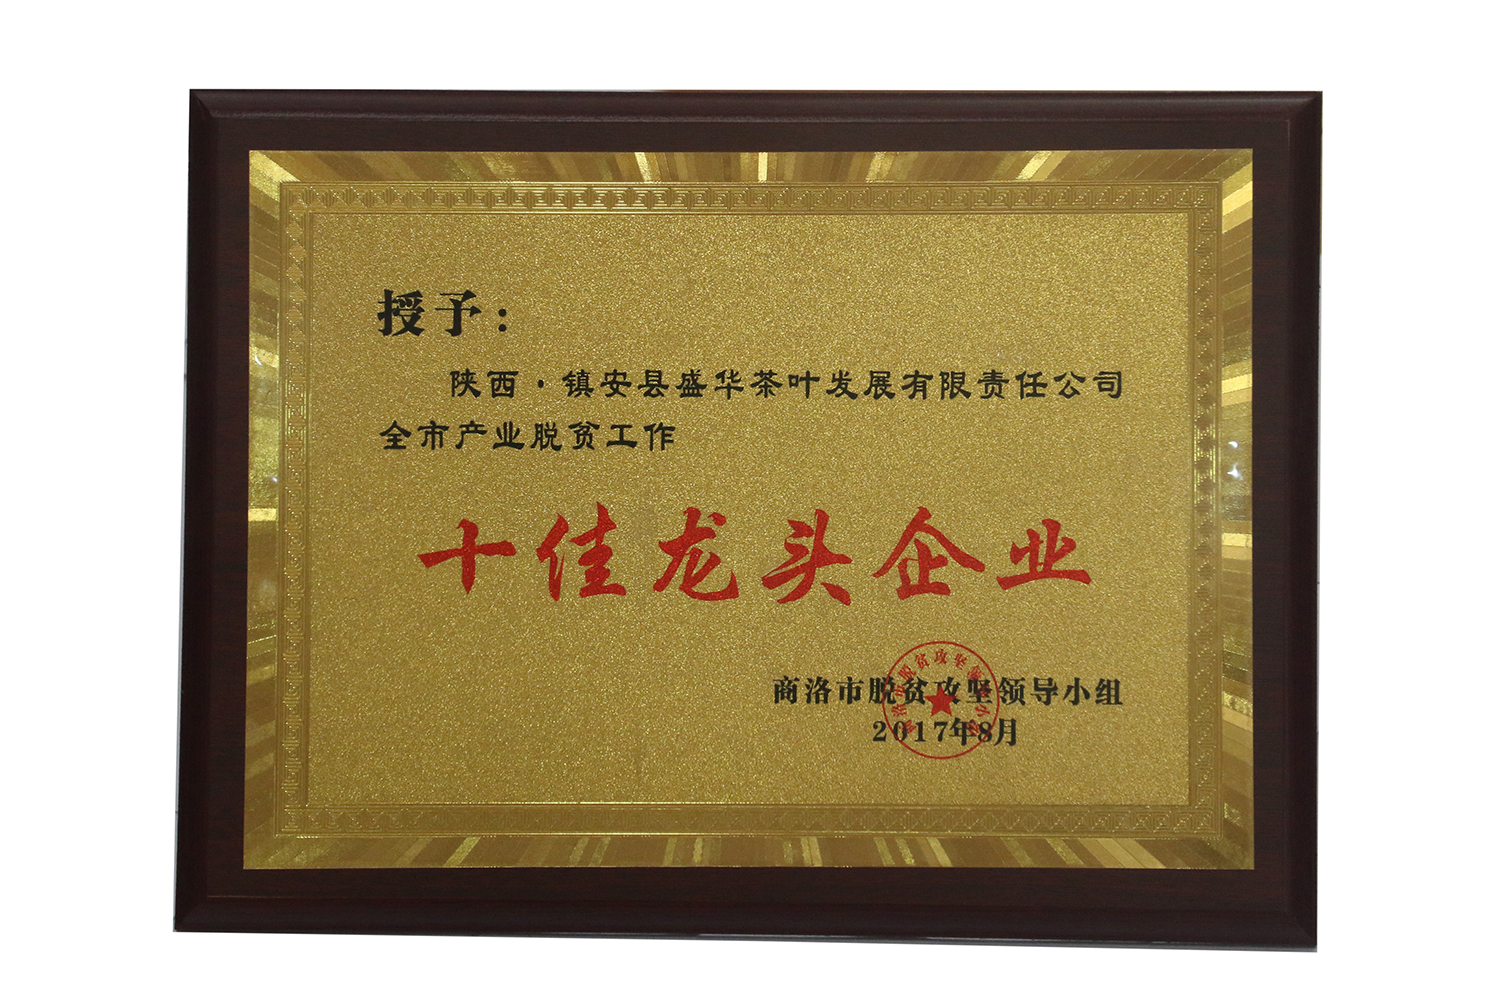 授予：
陕西·镇安县盛华茶叶发展有限责任公司
全市产业脱贫工作
十佳龙头企业
商洛市脱贫攻坚领导小组
2017年8月